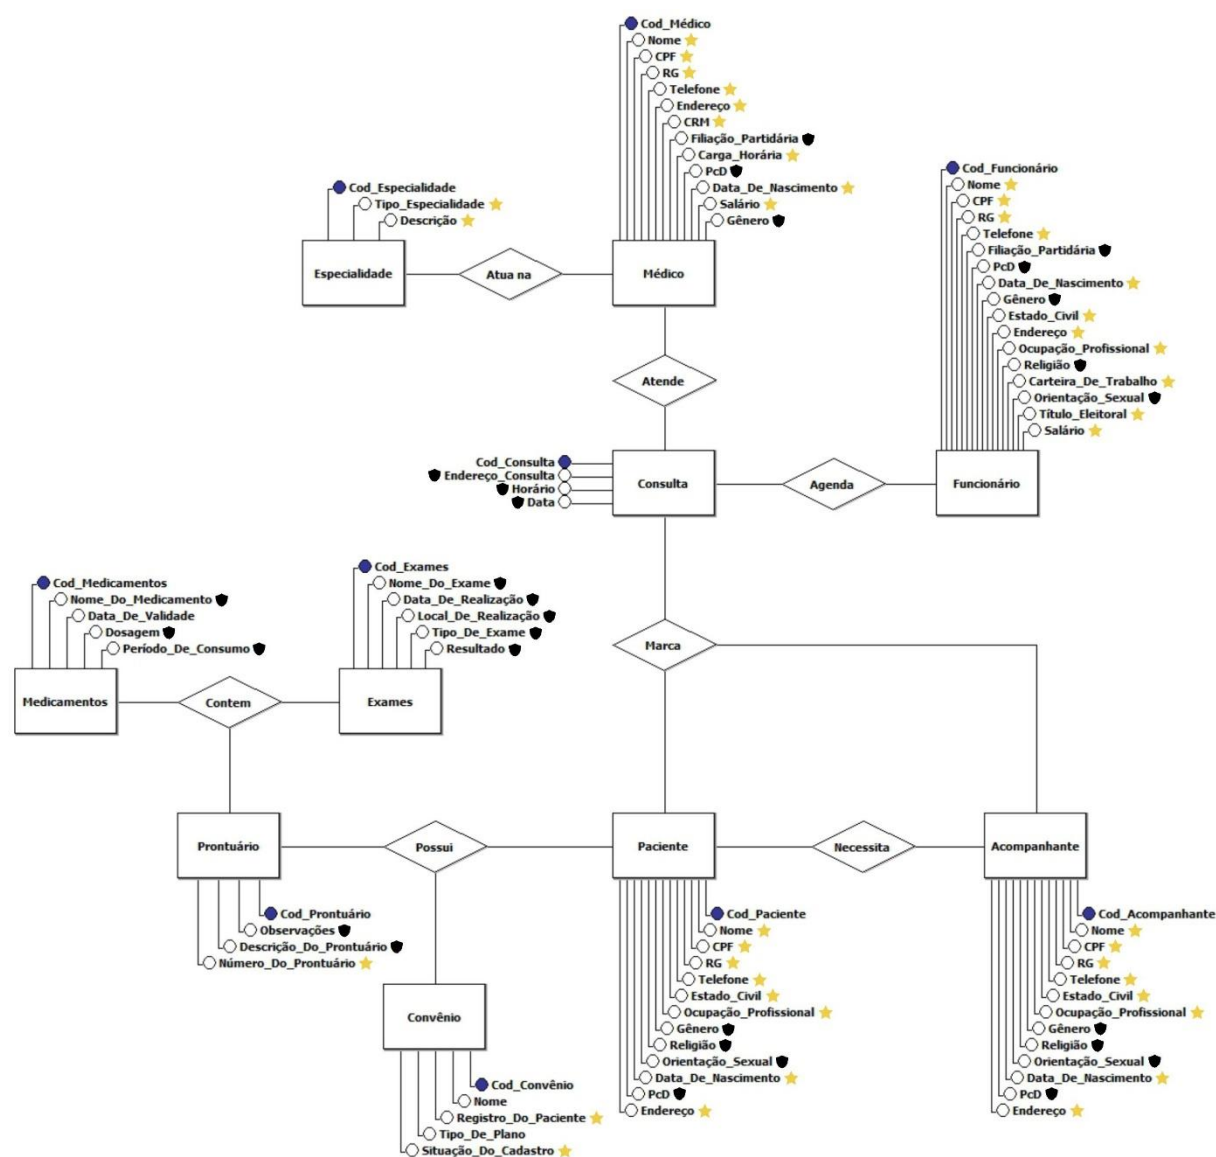 Cod_Médico
Nome
CPF
RG
Telefone
Endereço
CRM
Filiação_Partidária
Carga_Horária
PcD
Data_De_Nascimento
Salário
Gênero
Médico
Cod_Especialidade
Tipo_Especialidade
Descrição
Especialidade
Atua na
Cod_Funcionário
Nome
CPF
RG
Telefone
Filiação_Partidária
PcD
Data_De_Nascimento
Gênero
Estado_Civil
Endereço
Ocupação_Profissional
Religião
Carteira_De_Trabalho
Orientação_Sexual
Título_Eleitoral
Salário
Funcionário
Atende
Cod_Consulta
Endereço_Consulta
Horário
Data
Consulta
Agenda
Cod_Medicamentos
Nome_Do_Medicamento
Data_De_Validade
Dosagem
Período_De_Consumo
Medicamentos
Contem
Cod_Exames
Nome_Do_Exame
Data_De_Realização
Local_De_Realização
Tipo_De_Exame
Resultado
Exames
Marca
Prontuário
Cod_Prontuário
Observações
Descrição_Do_Prontuário
Número_Do_Prontuário
Possui
Convênio
Cod_Convênio
Nome
Registro_Do_Paciente
Tipo_De_Plano
Situação_Do_Cadastro
Paciente
Cod_Paciente
Nome
CPF
RG
Telefone
Estado_Civil
Ocupação_Profissional
Gênero
Religião
Orientação_Sexual
Data_De_Nascimento
PcD
Endereço
Necessita
Acompanhante
Cod_Acompanhante
Nome
CPF
RG
Telefone
Estado_Civil
Ocupação_Profissional
Gênero
Religião
Orientação_Sexual
Data_De_Nascimento
PcD
Endereço